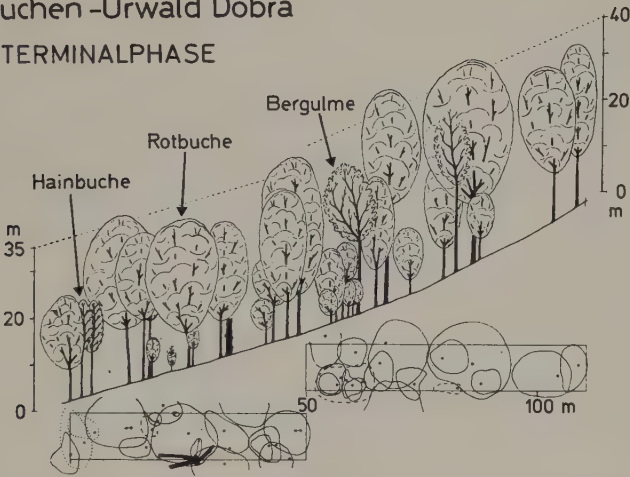 uchen-Urwald Dobra
TERMINALPHASE
40
Bergulme
Rotbuche
20
Hainbuche
0
m
m
35
20
0
50
100 m